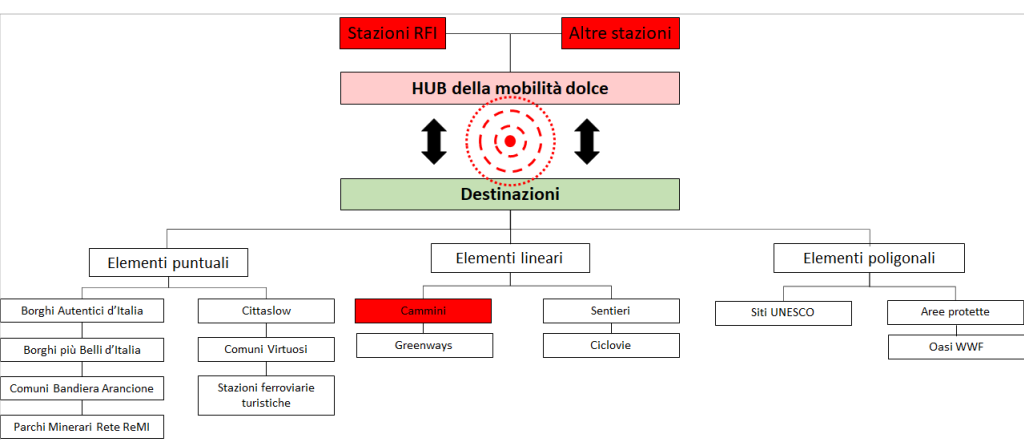 Stazioni RFI
Altre stazioni
HUB della mobilità dolce
Destinazioni
Elementi puntuali
Elementi lineari
Elementi poligonali
Borghi Autentici d’Italia
Borghi più Belli d’Italia
Comuni Bandiera Arancione
Parchi Minerari Rete ReMI
Cittaslow
Comuni Virtuosi
Stazioni ferroviarie
turistiche
Cammini
Greenways
Sentieri
Ciclovie
Siti UNESCO
Aree protette
Oasi WWF